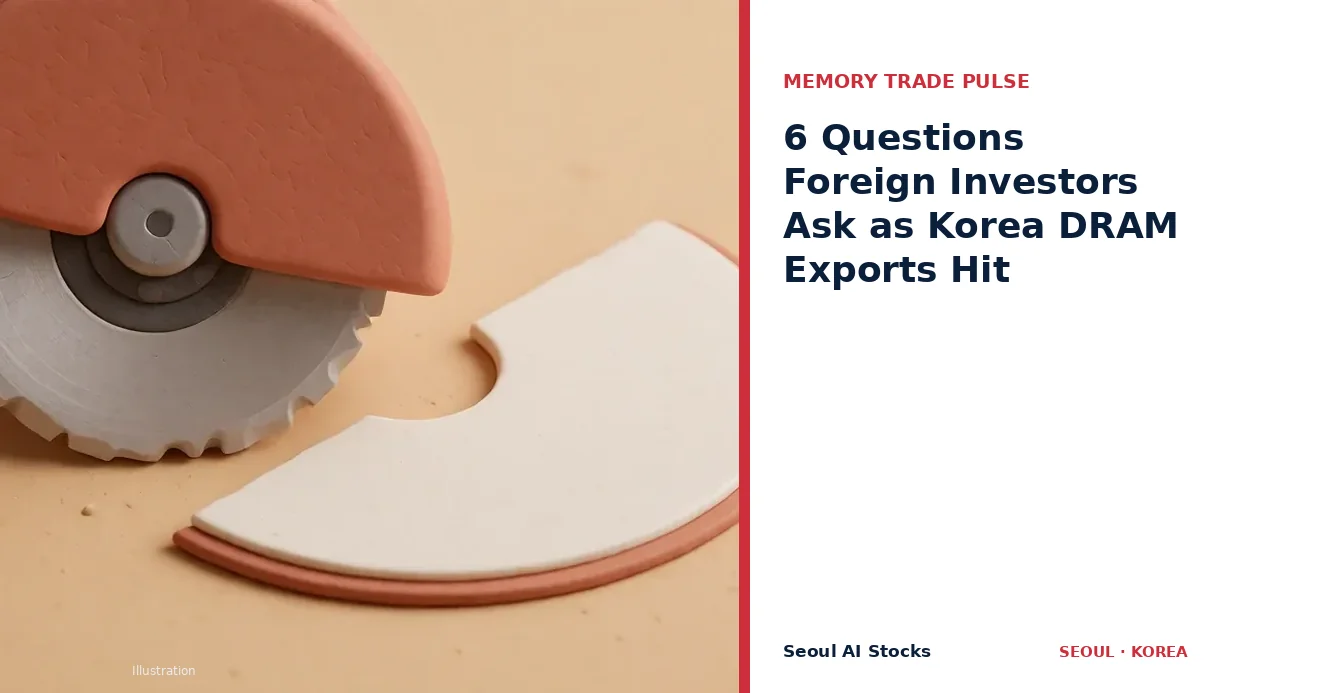 MEMORY TRADE PULSE
6 Questions
Foreign Investors
Ask as Korea DRAM
Exports Hit
Seoul AI Stocks
SEOUL · KOREA
Illustration